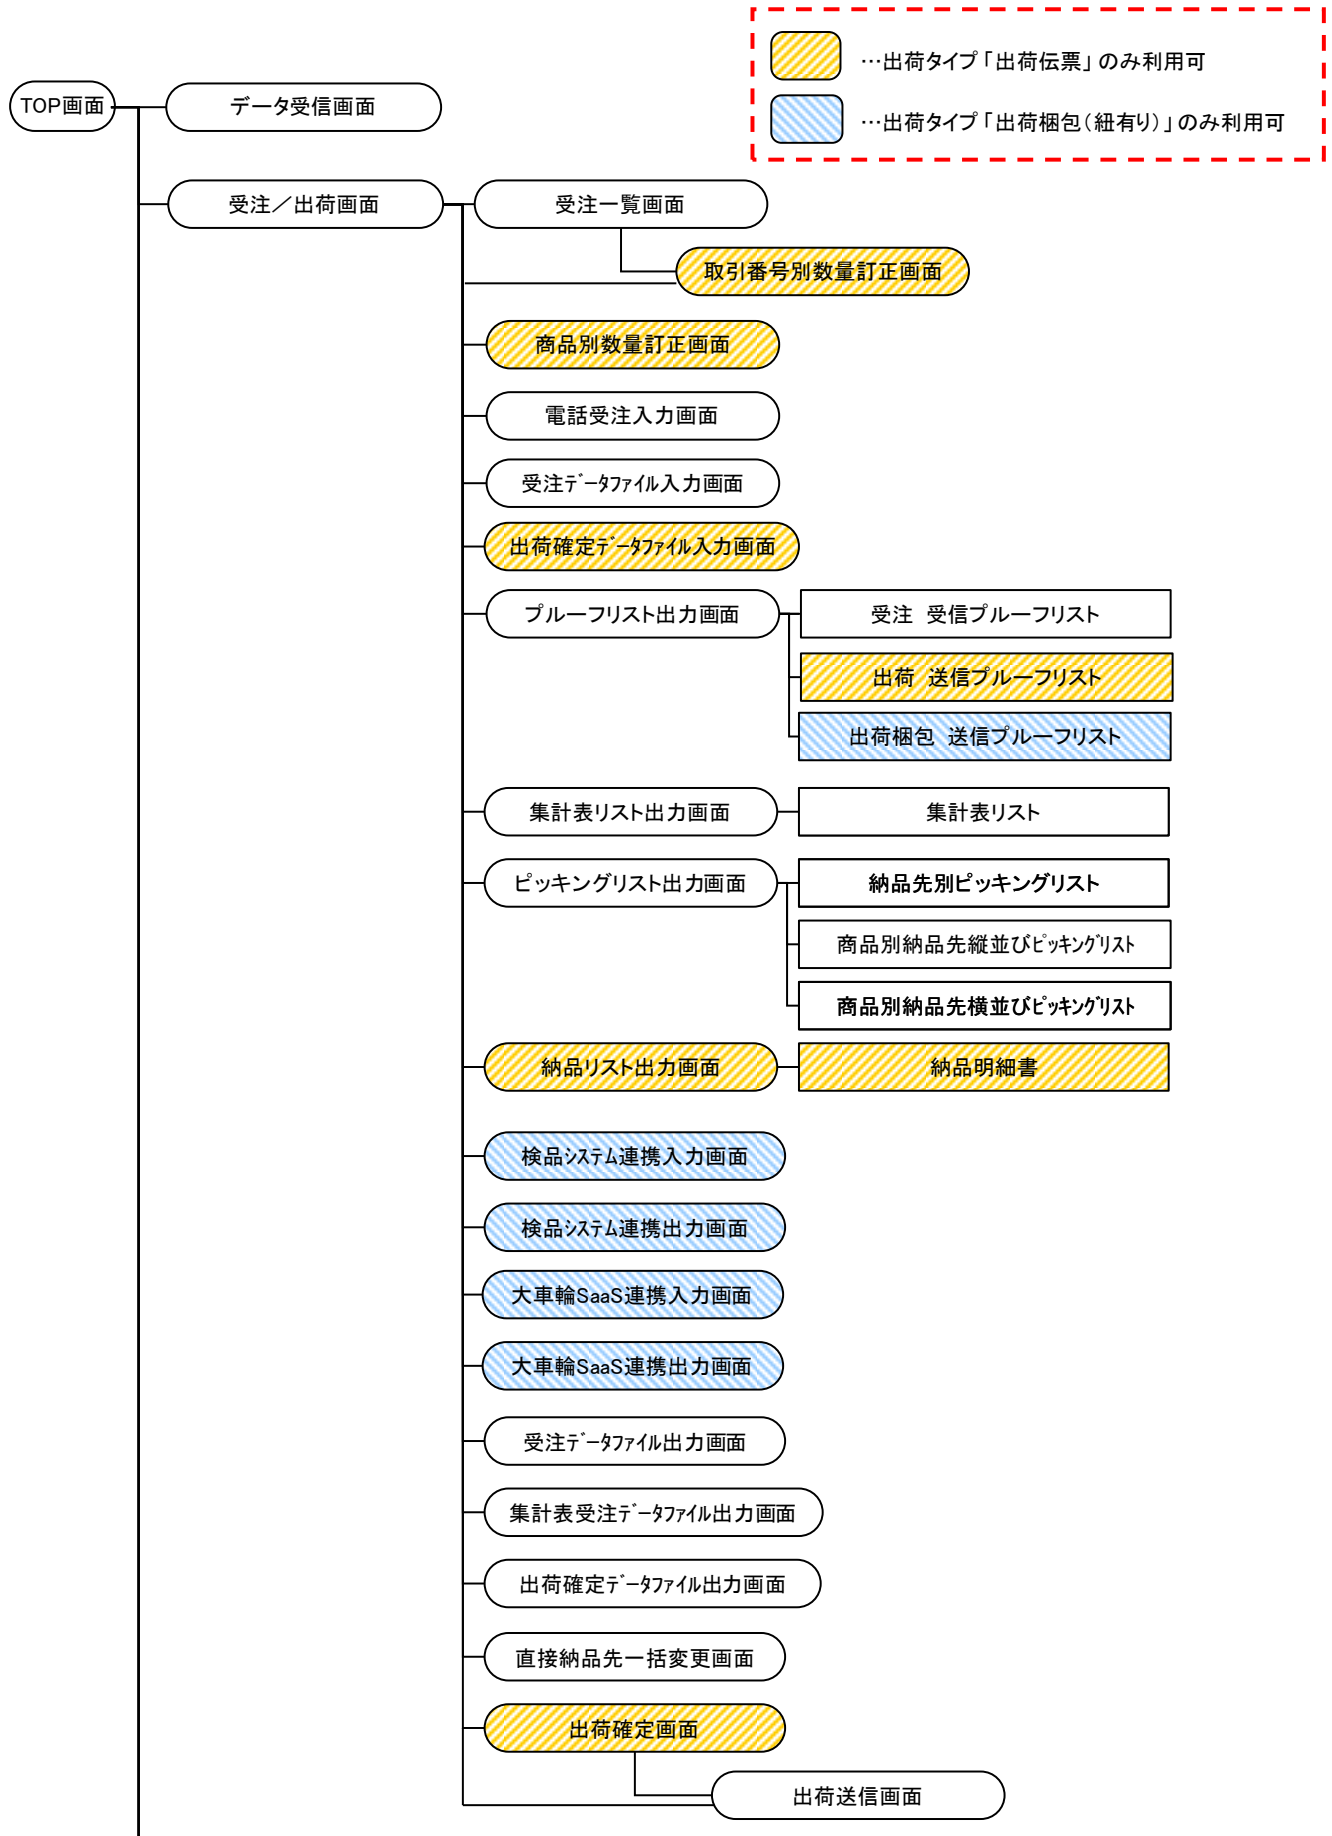 …出荷タイプ「出荷伝票」のみ利用可
…出荷タイプ「出荷梱包(紐有り)」のみ利用可
TOP画面
データ受信画面
受注／出荷画面
受注一覧画面
取引番号別数量訂正画面
商品別数量訂正画面
電話受注入力画面
受注ﾃﾞｰﾀﾌｧｲﾙ入力画面
出荷確定ﾃﾞｰﾀﾌｧｲﾙ入力画面
プルーフリスト出力画面
受注 受信プルーフリスト
出荷 送信プルーフリスト
出荷梱包 送信プルーフリスト
集計表リスト出力画面
集計表リスト
ピッキングリスト出力画面
納品先別ピッキングリスト
商品別納品先縦並びﾋﾟｯｷﾝｸﾞﾘｽﾄ
商品別納品先横並びﾋﾟｯｷﾝｸﾞﾘｽﾄ
納品リスト出力画面
納品明細書
検品ｼｽﾃﾑ連携入力画面
検品ｼｽﾃﾑ連携出力画面
大車輪SaaS連携入力画面
大車輪SaaS連携出力画面
受注ﾃﾞｰﾀﾌｧｲﾙ出力画面
集計表受注ﾃﾞｰﾀﾌｧｲﾙ出力画面
出荷確定ﾃﾞｰﾀﾌｧｲﾙ出力画面
直接納品先一括変更画面
出荷確定画面
出荷送信画面